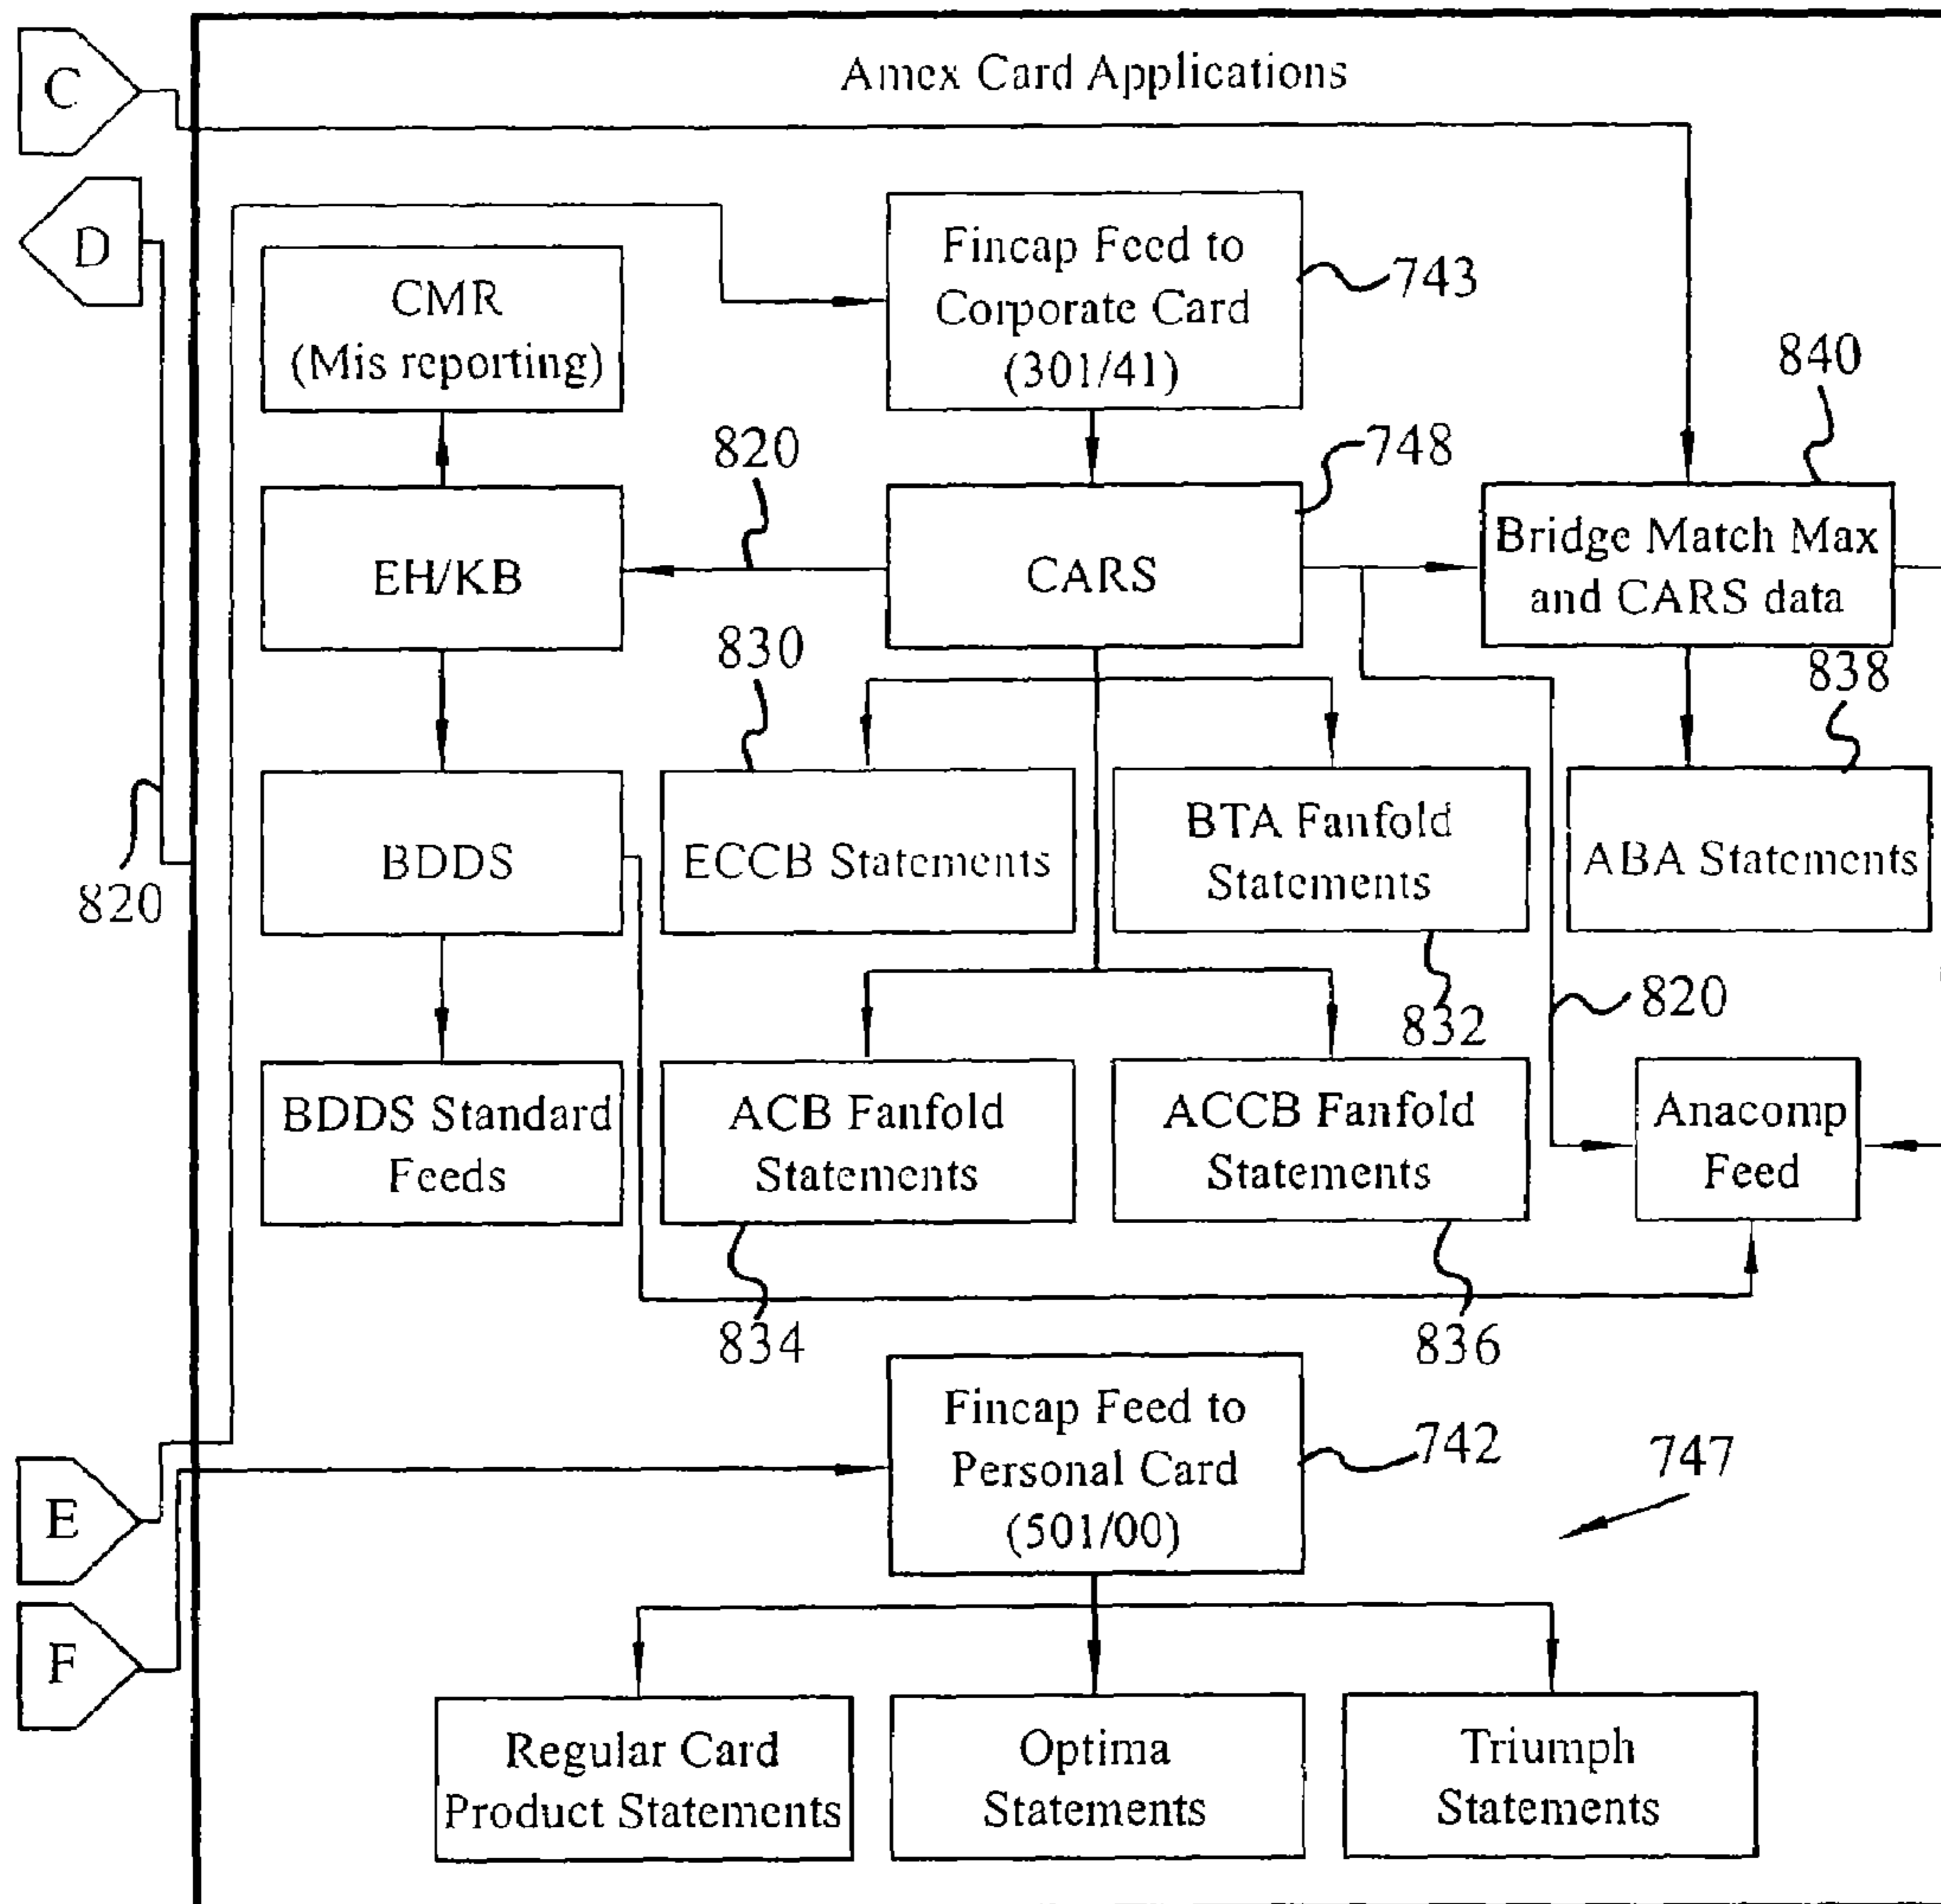 C
Amex Card Applications
D
Fincap Feed to
Corporate Card
(301/41)
743
CMR
(Mis reporting)
840
820
748
EH/KB
CARS
Bridge Match Max
and CARS data
830
838
BDDS
ECCB Statements
BTA Fanfold
Statements
ABA Statements
820
832
820
BDDS Standard
Feeds
ACB Fanfold
Statements
ACCB Fanfold
Statements
Anacomp
Feed
834
836
Fincap Feed to
Personal Card
(501/00)
742
747
E
F
Regular Card
Product Statements
Optima
Statements
Triumph
Statements